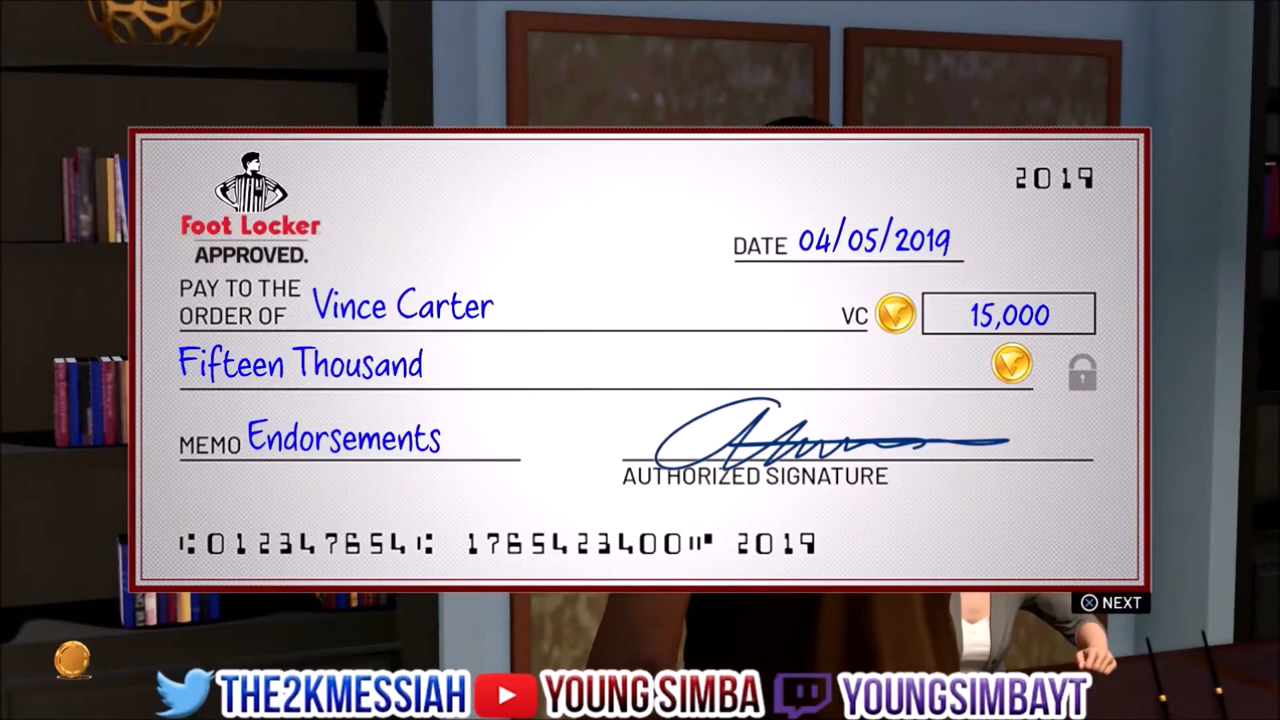 2019
Foot Locker
APPROVED.
DATE 04/05/2019
PAY TO THE
ORDER OF Vince Carter
VC 15,000
Fifteen Thousand
MEMO Endorsements
AUTHORIZED SIGNATURE
⑆012347654⑆ 1765423400⑈ 2019
NEXT
THE2KMESSIAH YOUNG SIMBA YOUNGSIMBAYT